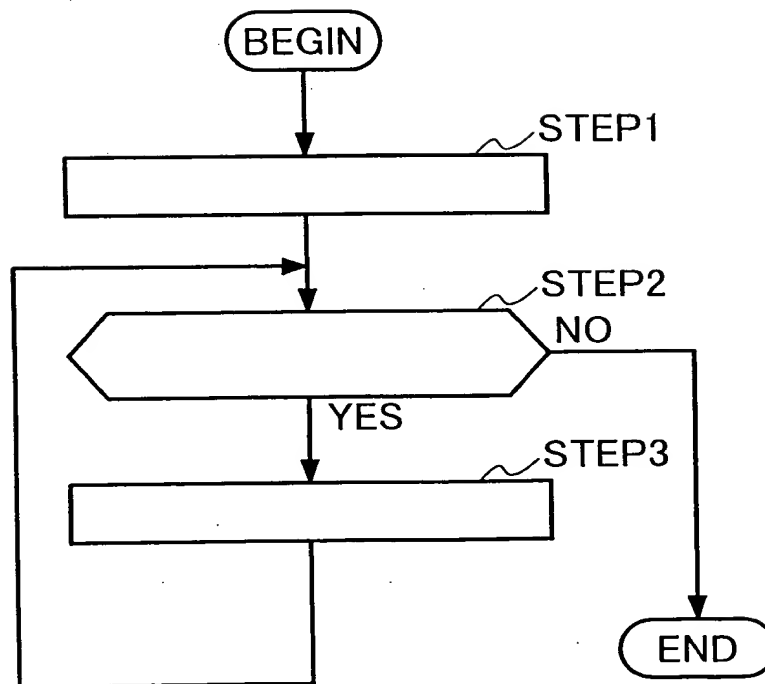 BEGIN
STEP1
STEP2
NO
YES
STEP3
END